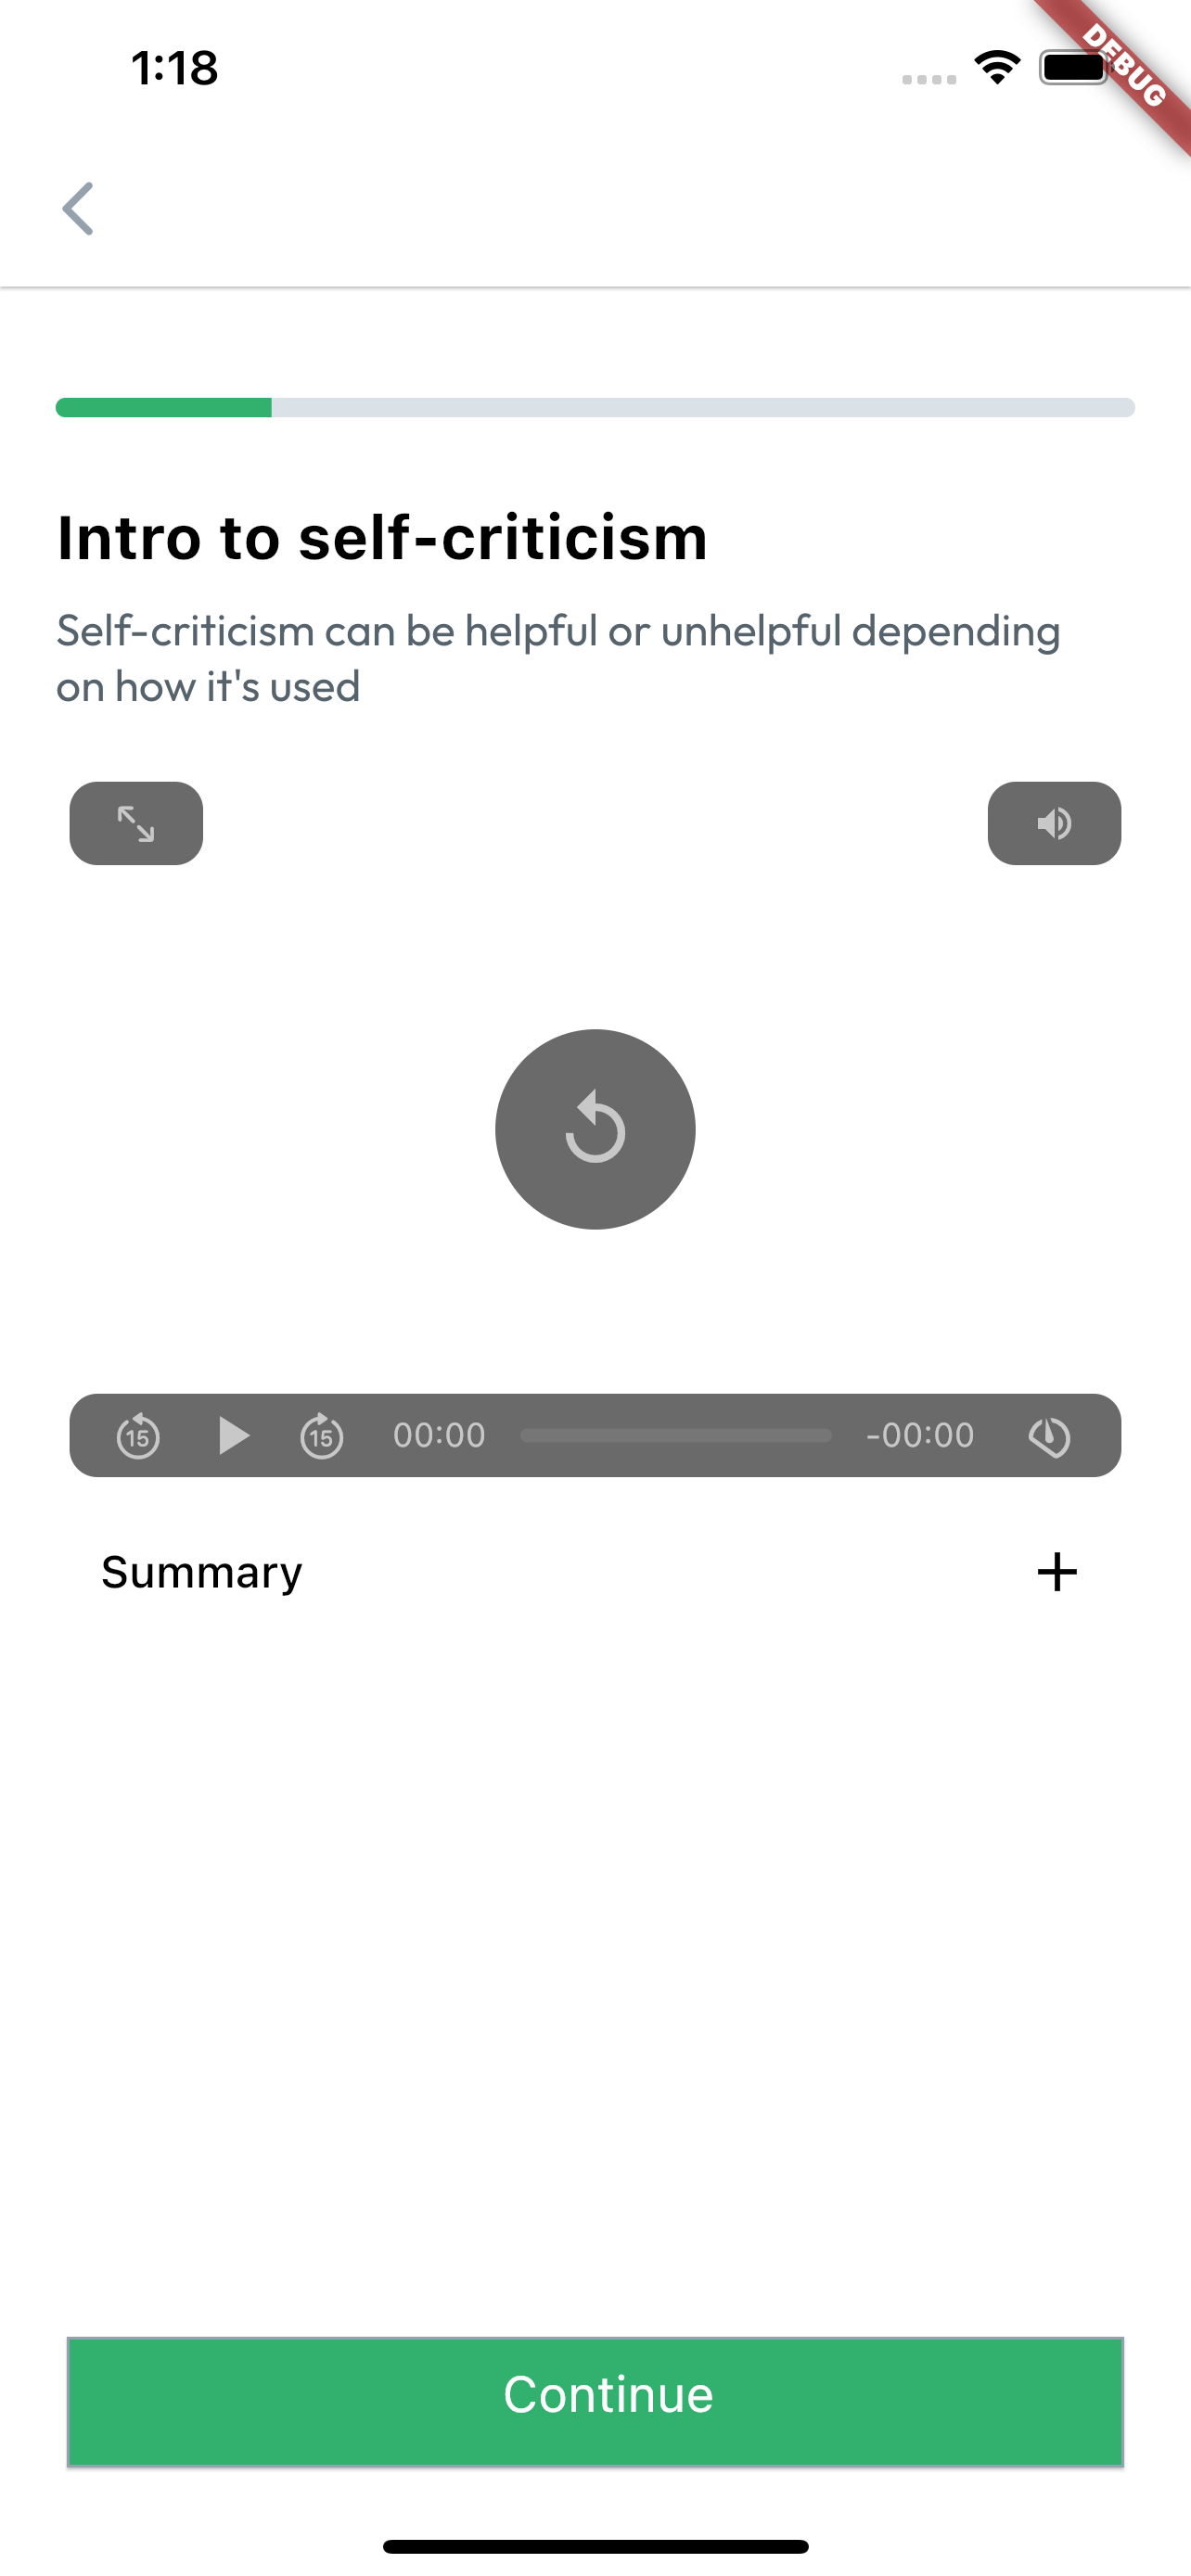 1:18
DEBUG
Intro to self-criticism
Self-criticism can be helpful or unhelpful depending
on how it's used
15 15 00:00 -00:00
Summary
Continue